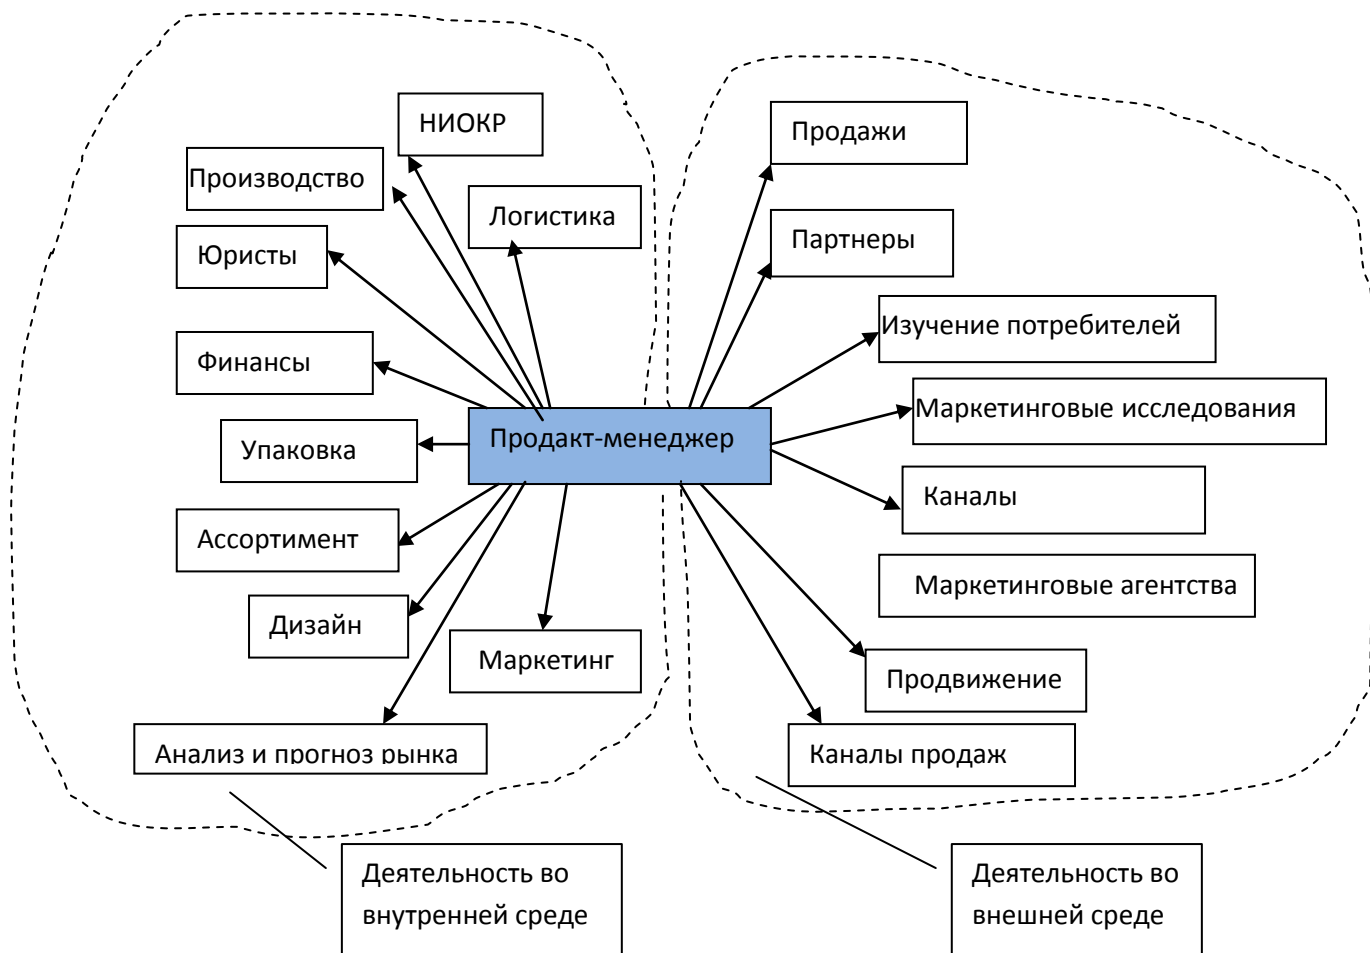 НИОКР
Продажи
Производство
Логистика
Юристы
Партнеры
Изучение потребителей
Финансы
Маркетинговые исследования
Продакт-менеджер
Упаковка
Каналы
Ассортимент
Маркетинговые агентства
Дизайн
Маркетинг
Продвижение
Анализ и прогноз рынка
Каналы продаж
Деятельность во
внутренней среде
Деятельность во
внешней среде